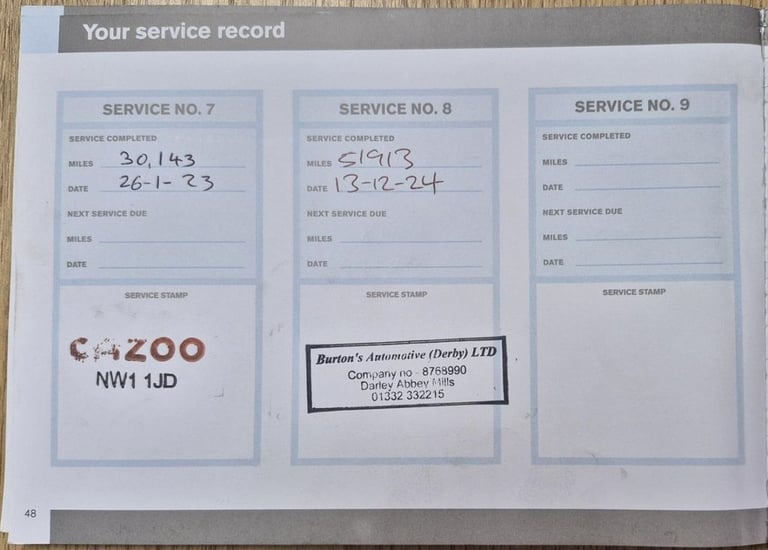 Your service record
SERVICE NO. 7
SERVICE COMPLETED
MILES 30,143
DATE 26-1-23
NEXT SERVICE DUE
MILES
DATE
SERVICE STAMP
CAZOO
NW1 1JD
SERVICE NO. 8
SERVICE COMPLETED
MILES 51913
DATE 13-12-24
NEXT SERVICE DUE
MILES
DATE
SERVICE STAMP
Burton's Automotive (Derby) LTD
Company no - 8768990
Darley Abbey Mills
01332 332215
SERVICE NO. 9
SERVICE COMPLETED
MILES
DATE
NEXT SERVICE DUE
MILES
DATE
SERVICE STAMP
48